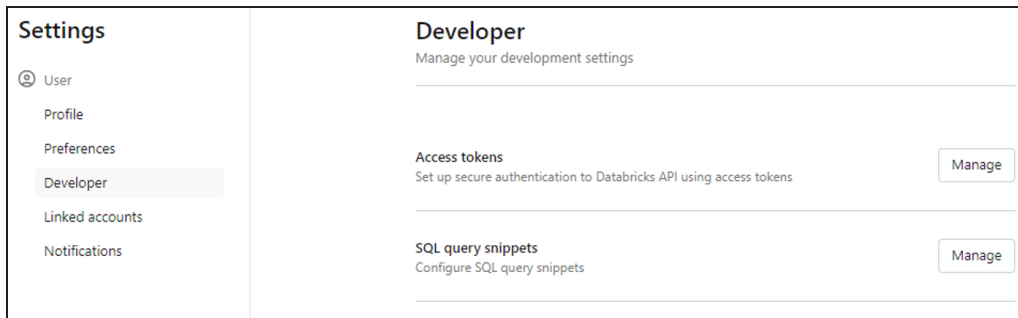 Settings
User
Profile
Preferences
Developer
Linked accounts
Notifications
Developer
Manage your development settings
Access tokens
Set up secure authentication to Databricks API using access tokens
Manage
SQL query snippets
Configure SQL query snippets
Manage